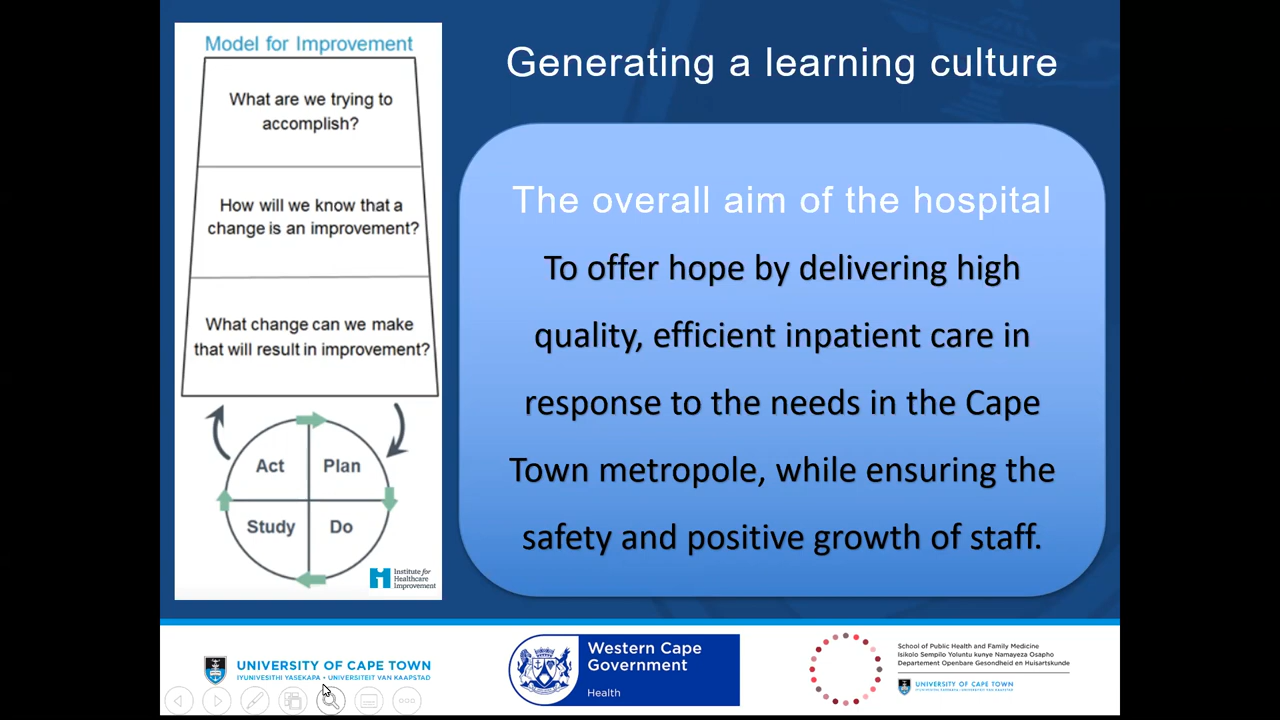 Model for Improvement
What are we trying to
accomplish?
How will we know that a
change is an improvement?
What change can we make
that will result in improvement?
Act
Plan
Study
Do
Institute for
Healthcare
Improvement
Generating a learning culture
The overall aim of the hospital
To offer hope by delivering high
quality, efficient inpatient care in
response to the needs in the Cape
Town metropole, while ensuring the
safety and positive growth of staff.
UNIVERSITY OF CAPE TOWN
IYUNIVESITHI YASEKAPA • UNIVERSITEIT VAN KAAPSTAD
Western Cape
Government
Health
School of Public Health and Family Medicine
Isikolo Sempilo Yoluntu kunye Namayeza Osapho
Departement Openbare Gesondheid en Huisartskunde
UNIVERSITY OF CAPE TOWN
IYUNIVESITHI YASEKAPA • UNIVERSITEIT VAN KAAPSTAD